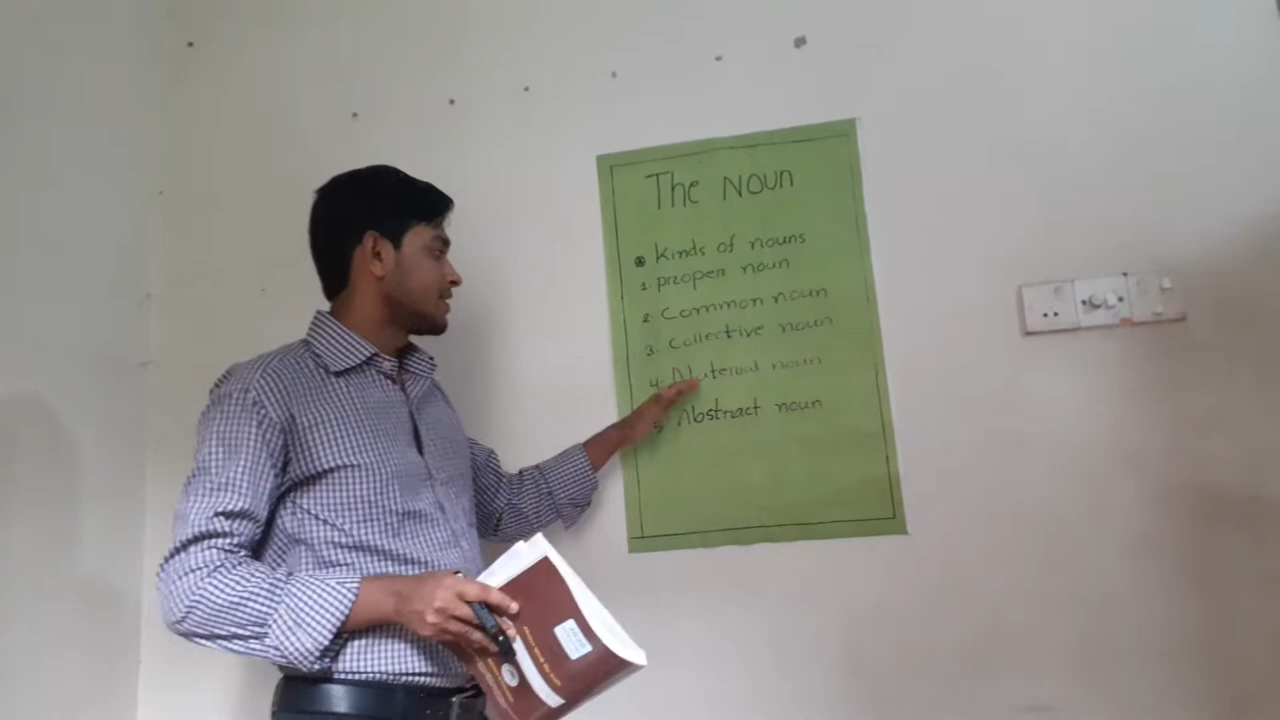 The Noun
Kinds of nouns
1. proper noun
2. Common noun
3. Collective noun
4. Material noun
5. Abstract noun